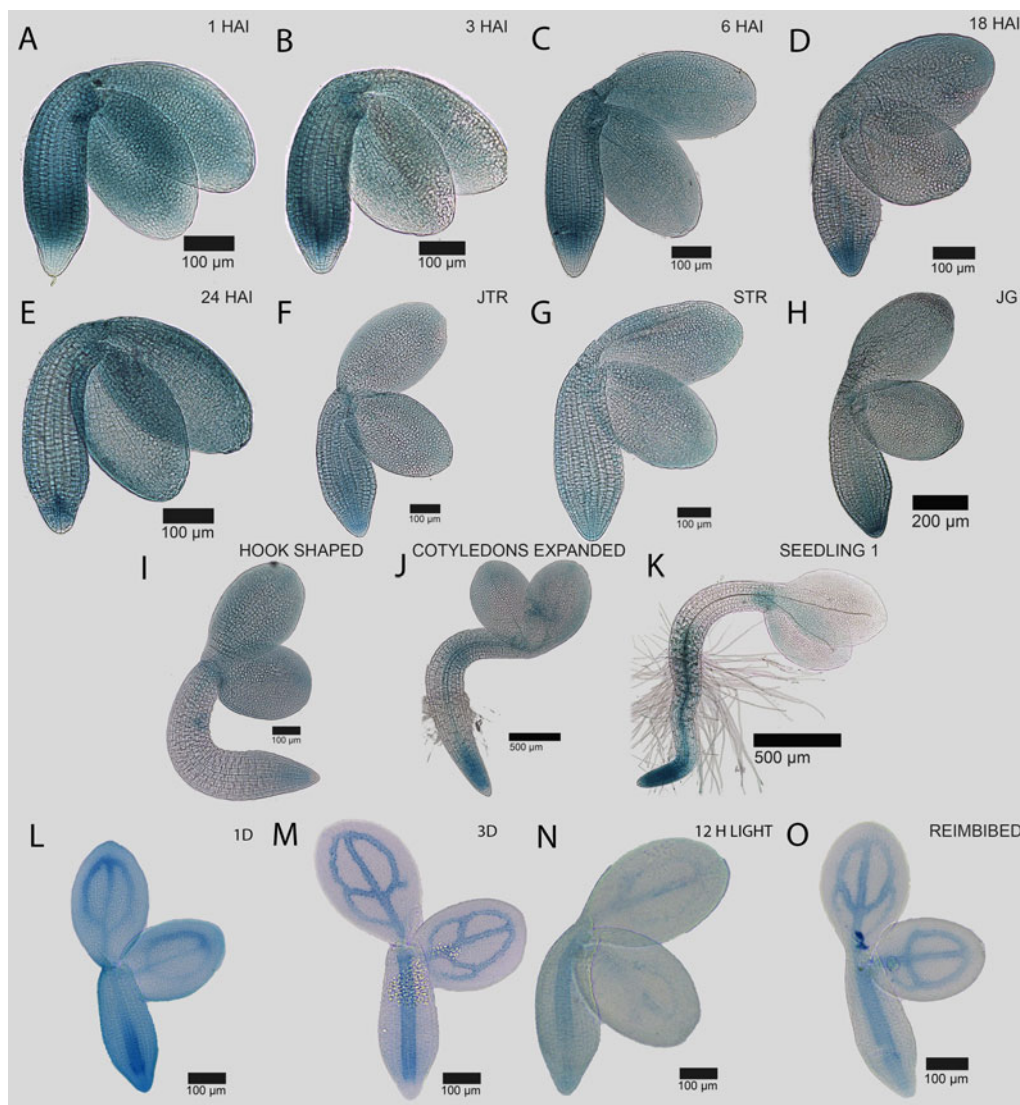 A 1 HAI B 3 HAI C 6 HAI D 18 HAI
100 µm 100 µm 100 µm 100 µm
E 24 HAI F JTR G STR H JG
100 µm 100 µm 100 µm 200 µm
I HOOK SHAPED J COTYLEDONS EXPANDED K SEEDLING 1
100 µm 500 µm 500 µm
L 1D M 3D N 12 H LIGHT O REIMBIBED
100 µm 100 µm 100 µm 100 µm